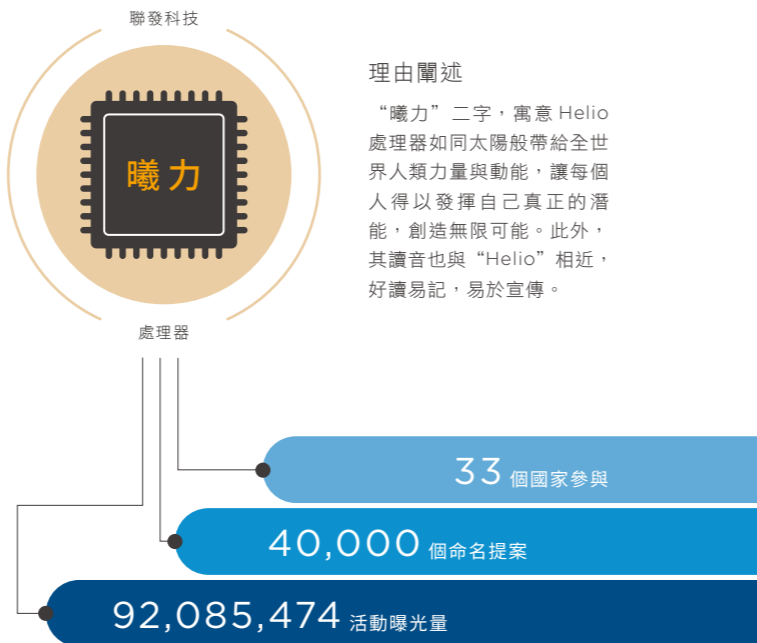 聯發科技
曦力
處理器
理由闡述
“曦力”二字，寓意 Helio
處理器如同太陽般帶給全世
界人類力量與動能，讓每個
人得以發揮自己真正的潛
能，創造無限可能。此外，
其讀音也與“Helio”相近，
好讀易記，易於宣傳。
33 個國家參與
40,000 個命名提案
92,085,474 活動曝光量